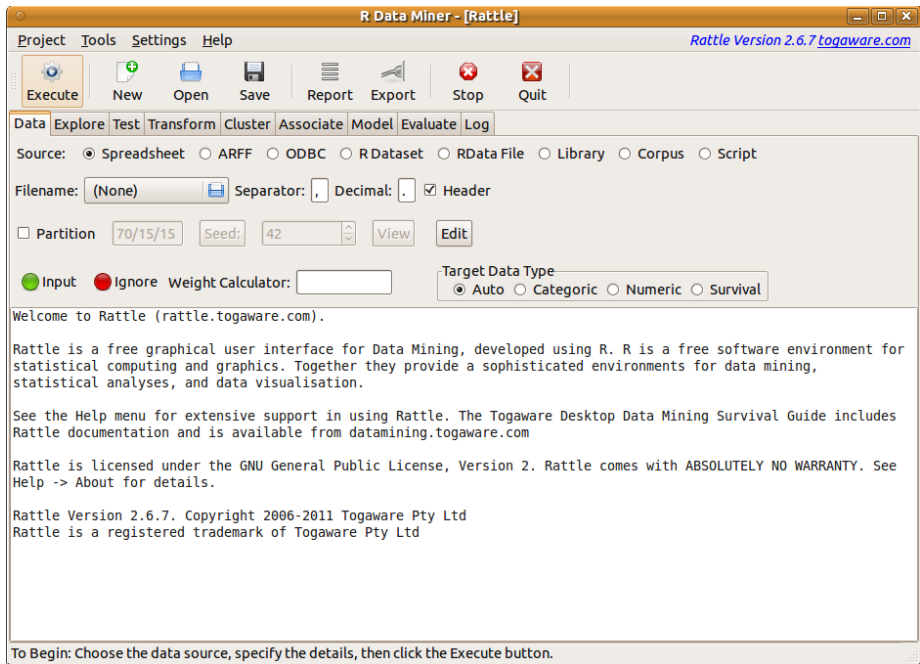 R Data Miner - [Rattle]
Project Tools Settings Help Rattle Version 2.6.7 togaware.com
Execute New Open Save Report Export Stop Quit
Data Explore Test Transform Cluster Associate Model Evaluate Log
Source: Spreadsheet ARFF ODBC R Dataset RData File Library Corpus Script
Filename: (None) Separator: , Decimal: . Header
Partition 70/15/15 Seed: 42 View Edit
Target Data Type
Input Ignore Weight Calculator: Auto Categoric Numeric Survival
Welcome to Rattle (rattle.togaware.com).
Rattle is a free graphical user interface for Data Mining, developed using R. R is a free software environment for
statistical computing and graphics. Together they provide a sophisticated environments for data mining,
statistical analyses, and data visualisation.
See the Help menu for extensive support in using Rattle. The Togaware Desktop Data Mining Survival Guide includes
Rattle documentation and is available from datamining.togaware.com
Rattle is licensed under the GNU General Public License, Version 2. Rattle comes with ABSOLUTELY NO WARRANTY. See
Help -> About for details.
Rattle Version 2.6.7. Copyright 2006-2011 Togaware Pty Ltd
Rattle is a registered trademark of Togaware Pty Ltd
To Begin: Choose the data source, specify the details, then click the Execute button.